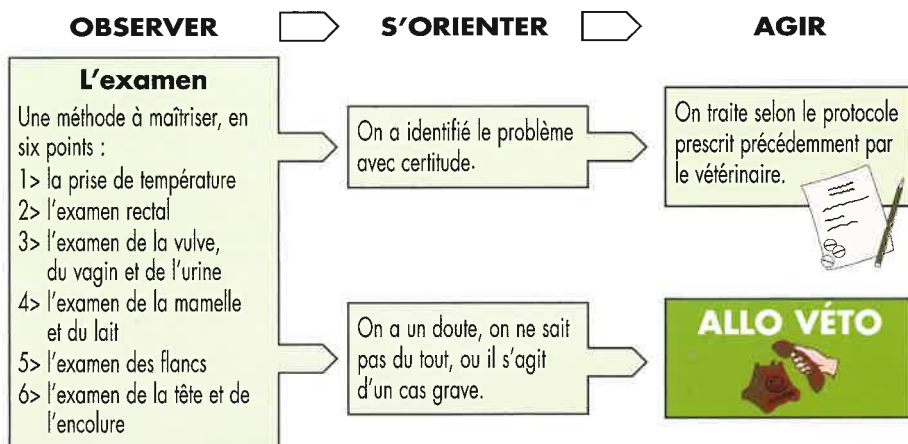 OBSERVER
S'ORIENTER
AGIR
L'examen
Une méthode à maîtriser, en
six points :
1> la prise de température
2> l'examen rectal
3> l'examen de la vulve,
du vagin et de l'urine
4> l'examen de la mamelle
et du lait
5> l'examen des flancs
6> l'examen de la tête et de
l'encolure
On a identifié le problème
avec certitude.
On traite selon le protocole
prescrit précédemment par
le vétérinaire.
On a un doute, on ne sait
pas du tout, ou il s'agit
d'un cas grave.
ALLO VÉTO